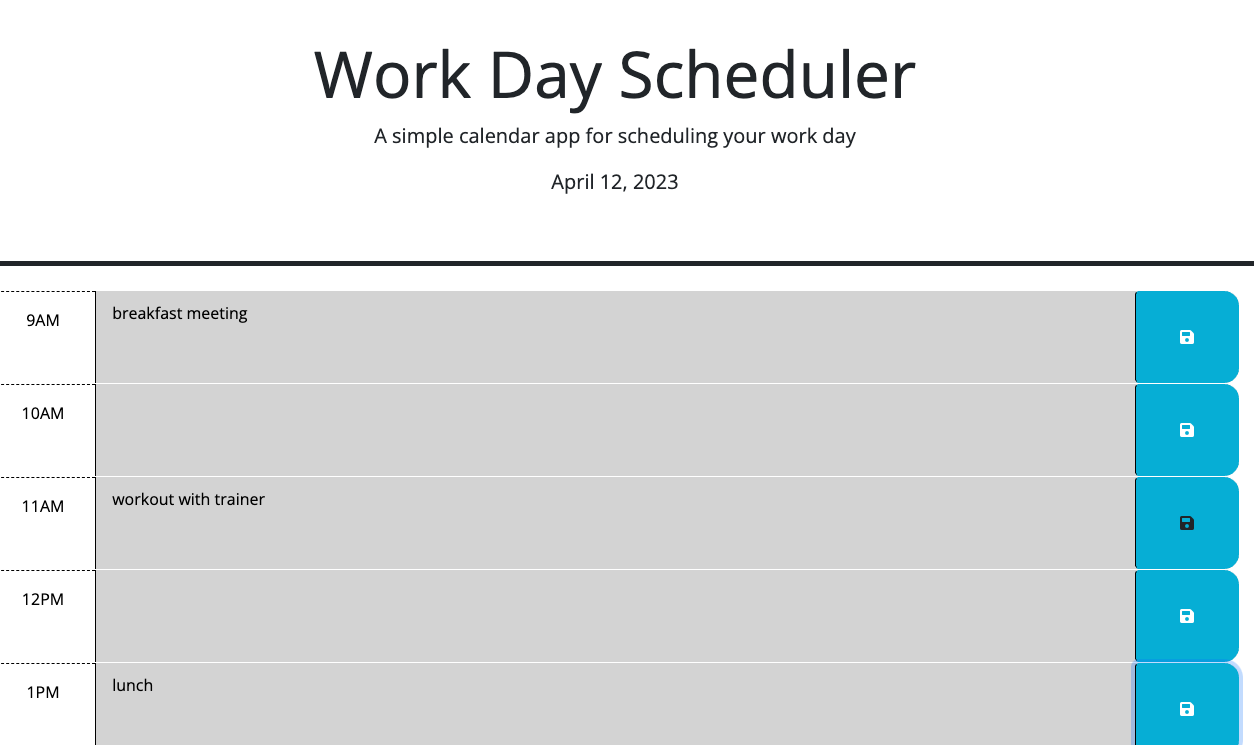 Work Day Scheduler
A simple calendar app for scheduling your work day
April 12, 2023
9AM
breakfast meeting
10AM
11AM
workout with trainer
12PM
1PM
lunch